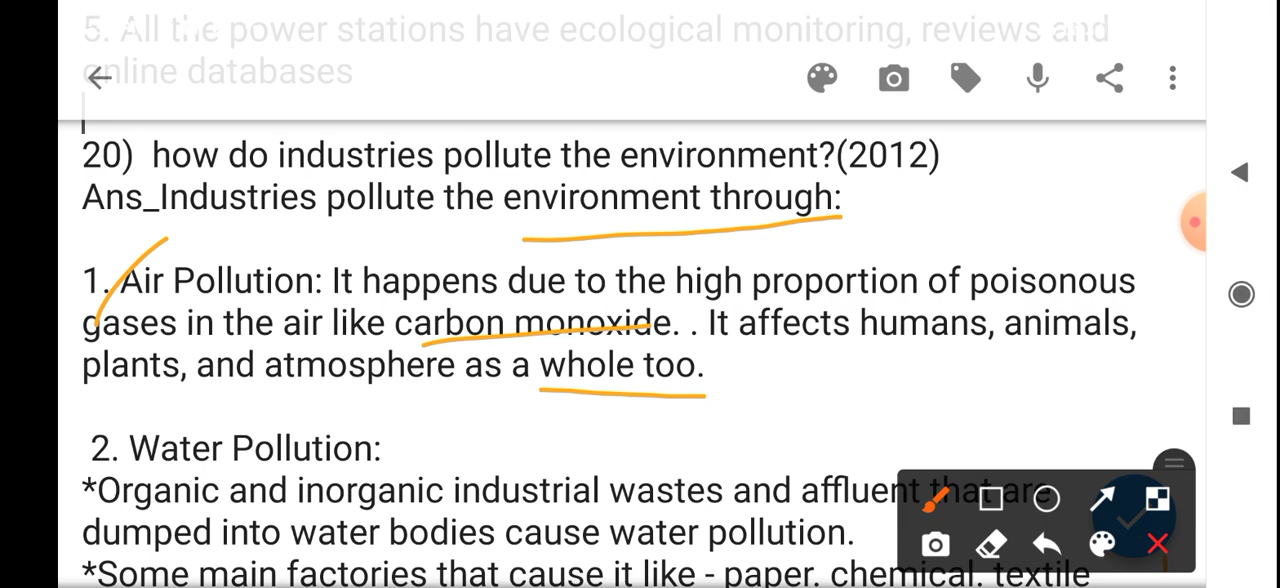 5. All the power stations have ecological monitoring, reviews and
online databases
20) how do industries pollute the environment?(2012)
Ans_Industries pollute the environment through:
1. Air Pollution: It happens due to the high proportion of poisonous
gases in the air like carbon monoxide. . It affects humans, animals,
plants, and atmosphere as a whole too.
2. Water Pollution:
*Organic and inorganic industrial wastes and affluent that are
dumped into water bodies cause water pollution.
*Some main factories that cause it like - paper. chemical. textile